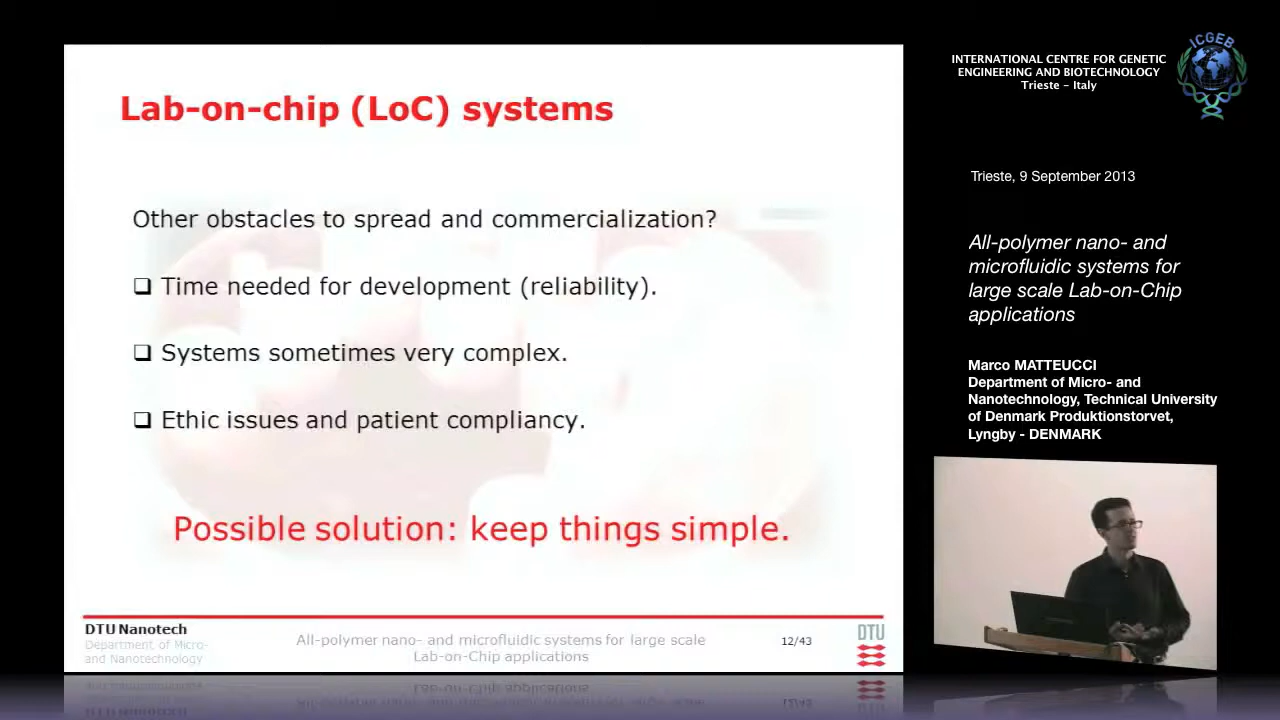 Lab-on-chip (LoC) systems
Other obstacles to spread and commercialization?
Time needed for development (reliability).
Systems sometimes very complex.
Ethic issues and patient compliancy.
Possible solution: keep things simple.
DTU Nanotech
Department of Micro-
and Nanotechnology
All-polymer nano- and microfluidic systems for large scale
Lab-on-Chip applications
12/43
DTU
INTERNATIONAL CENTRE FOR GENETIC
ENGINEERING AND BIOTECHNOLOGY
Trieste - Italy
ICGEB
Trieste, 9 September 2013
All-polymer nano- and
microfluidic systems for
large scale Lab-on-Chip
applications
Marco MATTEUCCI
Department of Micro- and
Nanotechnology, Technical University
of Denmark Produktionstorvet,
Lyngby - DENMARK